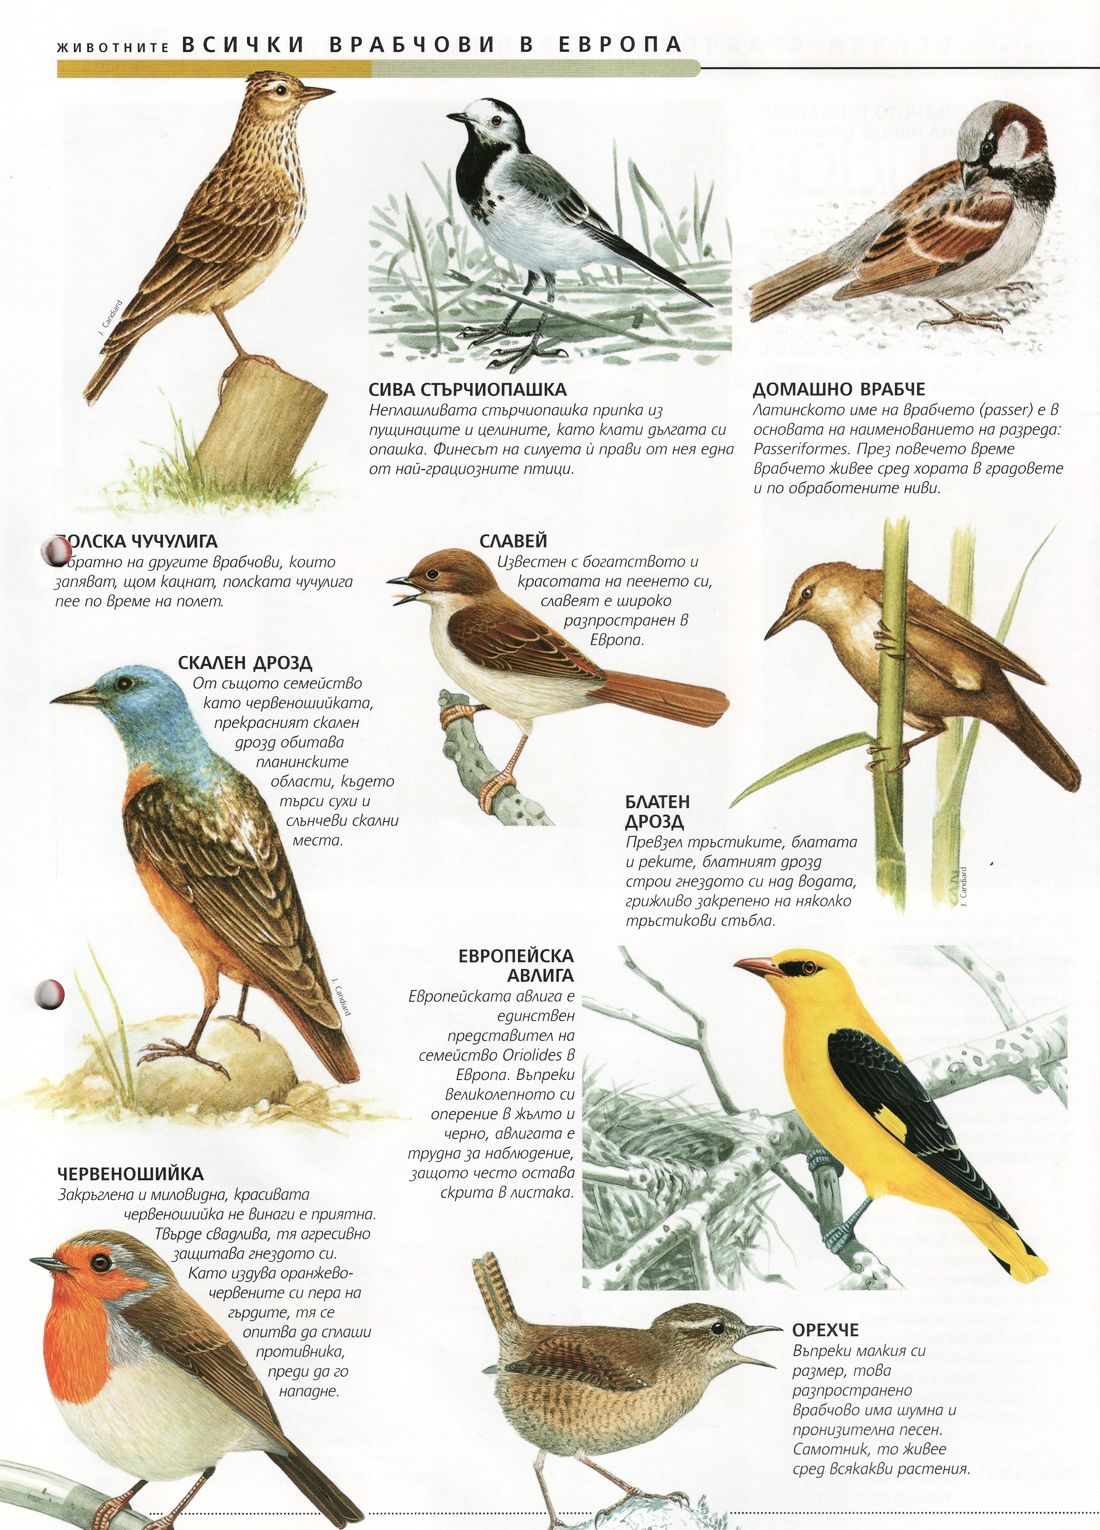 ЖИВОТНИТЕ ВСИЧКИ ВРАБЧОВИ В ЕВРОПА
J. Candiard
СИВА СТЪРЧИОПАШКА
Неплашливата стърчиопашка припка из
пущинаците и целините, като клати дългата си
опашка. Финесът на силуета ѝ прави от нея една
от най-грациозните птици.
J.C
ДОМАШНО ВРАБЧЕ
Латинското име на врабчето (passer) е в
основата на наименованието на разреда:
Passeriformes. През повечето време
врабчето живее сред хората в градовете
и по обработените ниви.
ПОЛСКА ЧУЧУЛИГА
Обратно на другите врабчови, които
запяват, щом кацнат, полската чучулига
пее по време на полет.
СЛАВЕЙ
Известен с богатството и
красотата на пеенето си,
славеят е широко
разпространен в
Европа.
СКАЛЕН ДРОЗД
От същото семейство
като червеношийката,
прекрасният скален
дрозд обитава
планинските
области, където
търси сухи и
слънчеви скални
места.
J. Candiard
БЛАТЕН
ДРОЗД
Превзел тръстиките, блатата
и реките, блатният дрозд
строи гнездото си над водата,
грижливо закрепено на няколко
тръстикови стъбла.
J. Candiard
ЕВРОПЕЙСКА
АВЛИГА
Европейската авлига е
единствен
представител на
семейство Oriolides в
Европа. Въпреки
великолепното си
оперение в жълто и
черно, авлигата е
трудна за наблюдение,
защото често остава
скрита в листака.
ЧЕРВЕНОШИЙКА
Закръглена и миловидна, красивата
червеношийка не винаги е приятна.
Твърде свадлива, тя агресивно
защитава гнездото си.
Като издува оранжево-
червените си пера на
гърдите, тя се
опитва да сплаши
противника,
преди да го
нападне.
ОРЕХЧЕ
Въпреки малкия си
размер, това
разпространено
врабчово има шумна и
пронизителна песен.
Самотник, то живее
сред всякакви растения.